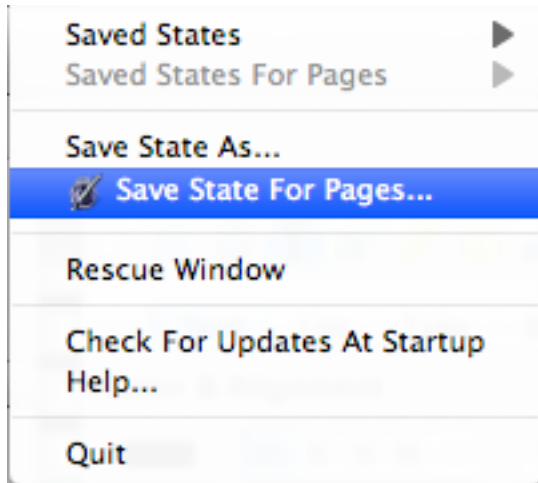 Saved States
Saved States For Pages
Save State As...
Save State For Pages...
Rescue Window
Check For Updates At Startup
Help...
Quit